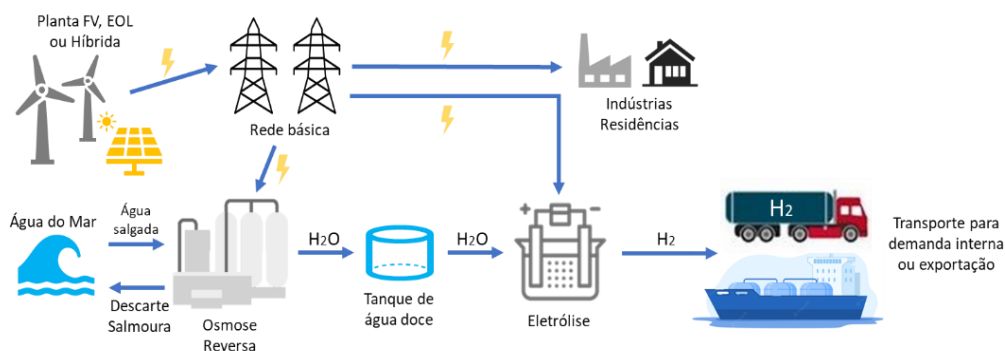 Planta FV, EOL
ou Híbrida
Rede básica
Indústrias
Residências
Água do Mar
Água
salgada
Descarte
Salmoura
Osmose
Reversa
H₂O
Tanque de
água doce
H₂O
+
-
Eletrólise
H₂
H₂
Transporte para
demanda interna
ou exportação